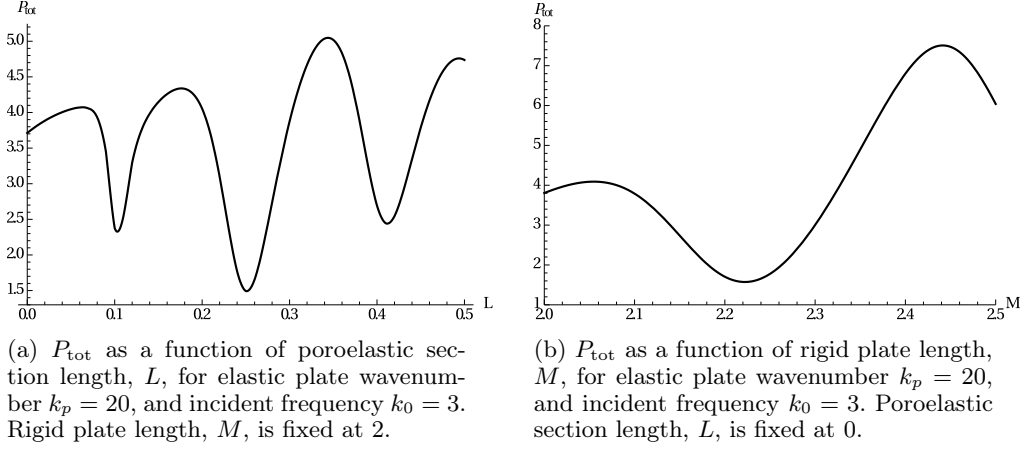 P_tot
5.0
4.5
4.0
3.5
3.0
2.5
2.0
1.5
0.0 0.1 0.2 0.3 0.4 0.5 L
(a) P_tot as a function of poroelastic sec-
tion length, L, for elastic plate wavenum-
ber k_p = 20, and incident frequency k_0 = 3.
Rigid plate length, M, is fixed at 2.
P_tot
8
7
6
5
4
3
2
1
2.0 2.1 2.2 2.3 2.4 2.5 M
(b) P_tot as a function of rigid plate length,
M, for elastic plate wavenumber k_p = 20,
and incident frequency k_0 = 3. Poroelastic
section length, L, is fixed at 0.